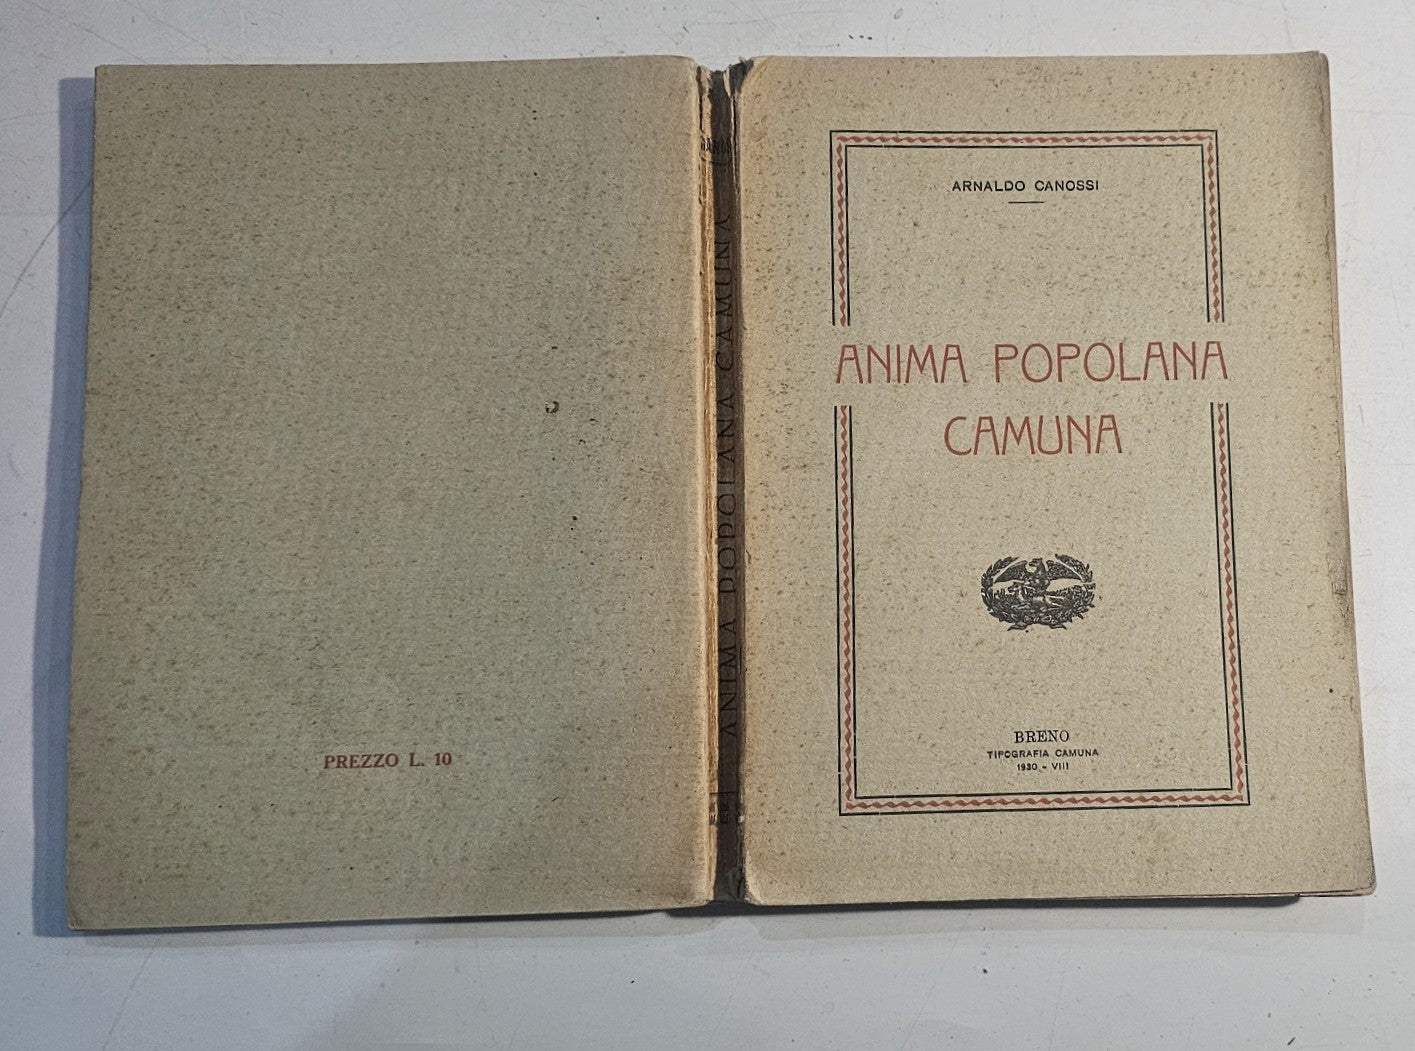 PREZZO L. 10
ANIMA POPOLANA CAMUNA
ARNALDO CANOSSI
ANIMA POPOLANA
CAMUNA
BRENO
TIPOGRAFIA CAMUNA
1930 - VIII